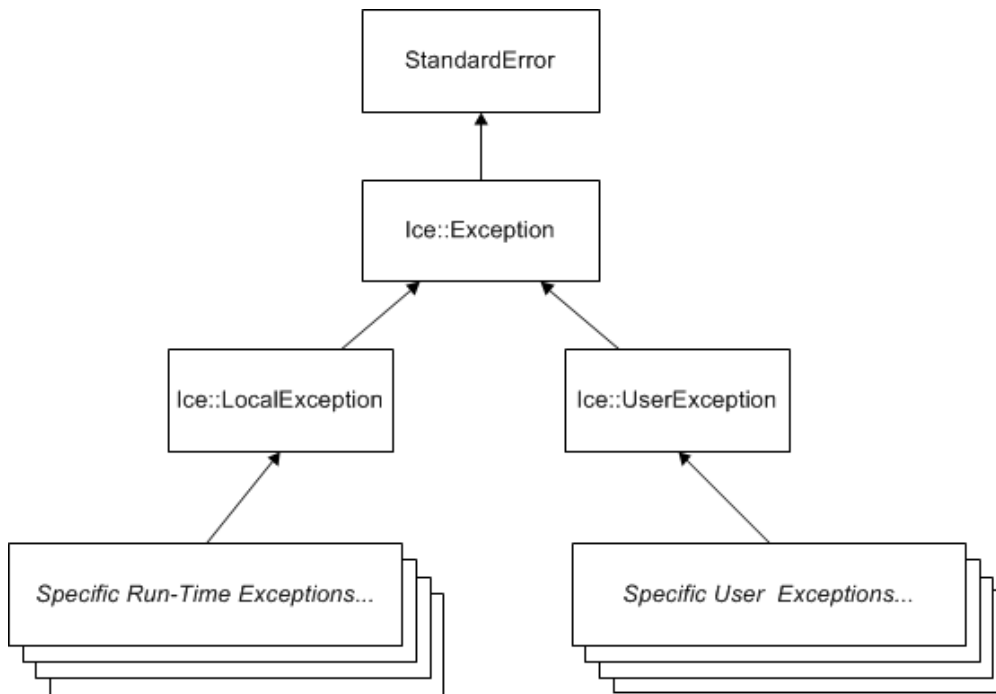 StandardError
Ice::Exception
Ice::LocalException
Ice::UserException
Specific Run-Time Exceptions...
Specific User Exceptions...